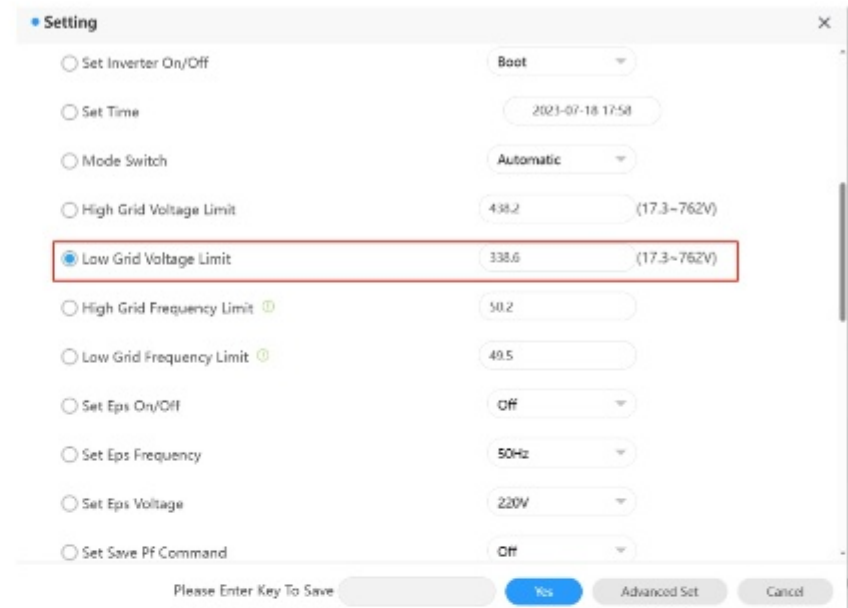 Setting
Set Inverter On/Off Boot
Set Time 2023-07-18 17:58
Mode Switch Automatic
High Grid Voltage Limit 438.2 (17.3~762V)
Low Grid Voltage Limit 338.6 (17.3~762V)
High Grid Frequency Limit 50.2
Low Grid Frequency Limit 49.5
Set Eps On/Off Off
Set Eps Frequency 50Hz
Set Eps Voltage 220V
Set Save Pf Command Off
Please Enter Key To Save Yes Advanced Set Cancel